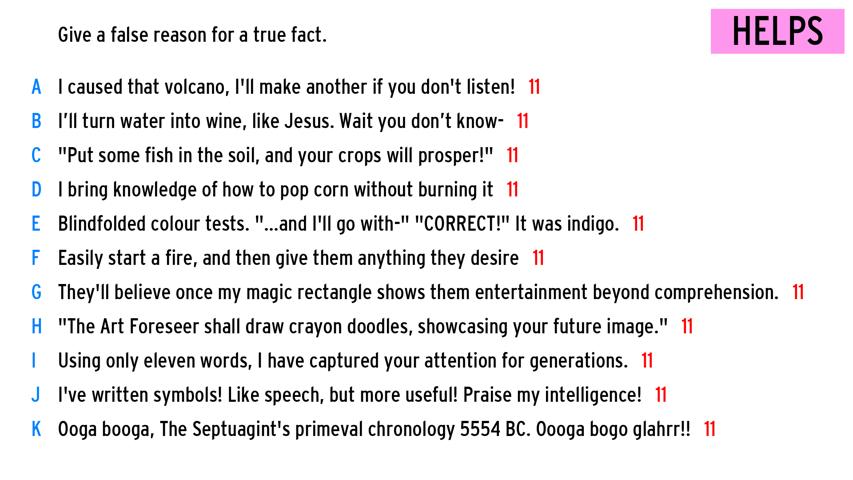 Give a false reason for a true fact.
HELPS
A I caused that volcano, I'll make another if you don't listen! 11
B I’ll turn water into wine, like Jesus. Wait you don’t know- 11
C "Put some fish in the soil, and your crops will prosper!" 11
D I bring knowledge of how to pop corn without burning it 11
E Blindfolded colour tests. "...and I'll go with-" "CORRECT!" It was indigo. 11
F Easily start a fire, and then give them anything they desire 11
G They'll believe once my magic rectangle shows them entertainment beyond comprehension. 11
H "The Art Foreseer shall draw crayon doodles, showcasing your future image." 11
I Using only eleven words, I have captured your attention for generations. 11
J I've written symbols! Like speech, but more useful! Praise my intelligence! 11
K Ooga booga, The Septuagint's primeval chronology 5554 BC. Oooga bogo glahrr!! 11